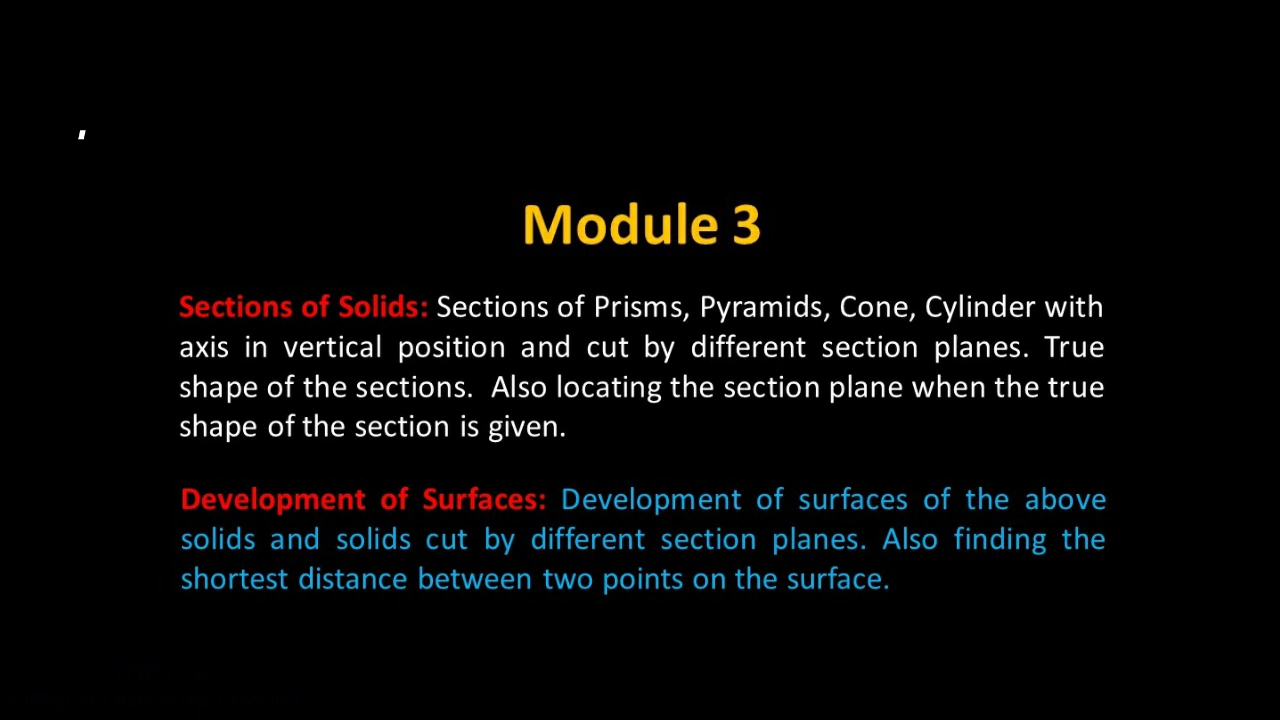 Module 3
Sections of Solids: Sections of Prisms, Pyramids, Cone, Cylinder with
axis in vertical position and cut by different section planes. True
shape of the sections. Also locating the section plane when the true
shape of the section is given.
Development of Surfaces: Development of surfaces of the above
solids and solids cut by different section planes. Also finding the
shortest distance between two points on the surface.